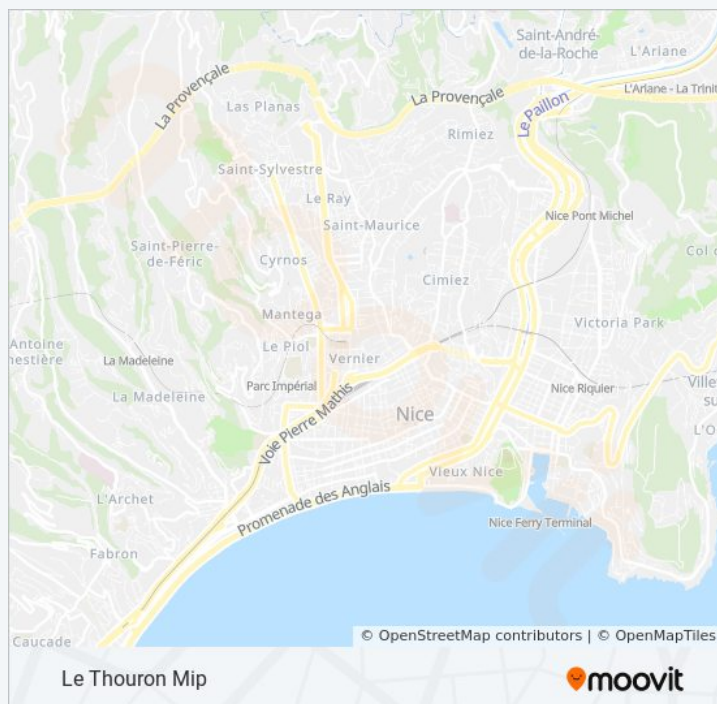 Saint-André-
de-la-Roche
L'Ariane
La Provençale
La Provençale
L'Ariane - La Trinit
Las Planas
Le Paillon
Rimiez
Saint-Sylvestre
Le Ray
Saint-Maurice
Nice Pont Michel
Saint-Pierre-
de-Féric
Cyrnos
Cimiez
Col d
Mantega
Victoria Park
Antoine
nestière
Le Piol
La Madeleine
Vernier
Parc Impérial
Nice Riquier
Ville
su
La Madeleine
Voie Pierre Mathis
Nice
L'O
Vieux Nice
L'Archet
Promenade des Anglais
Nice Ferry Terminal
Fabron
Caucade
© OpenStreetMap contributors | © OpenMapTiles
Le Thouron Mip
moovit